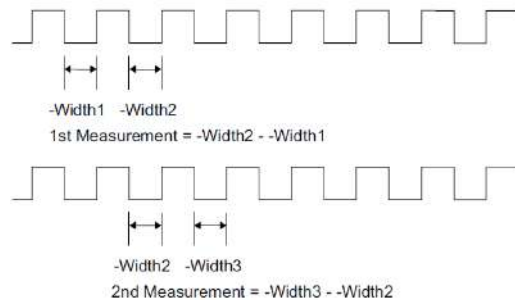 -Width1 -Width2
1st Measurement = -Width2 - -Width1
-Width2 -Width3
2nd Measurement = -Width3 - -Width2